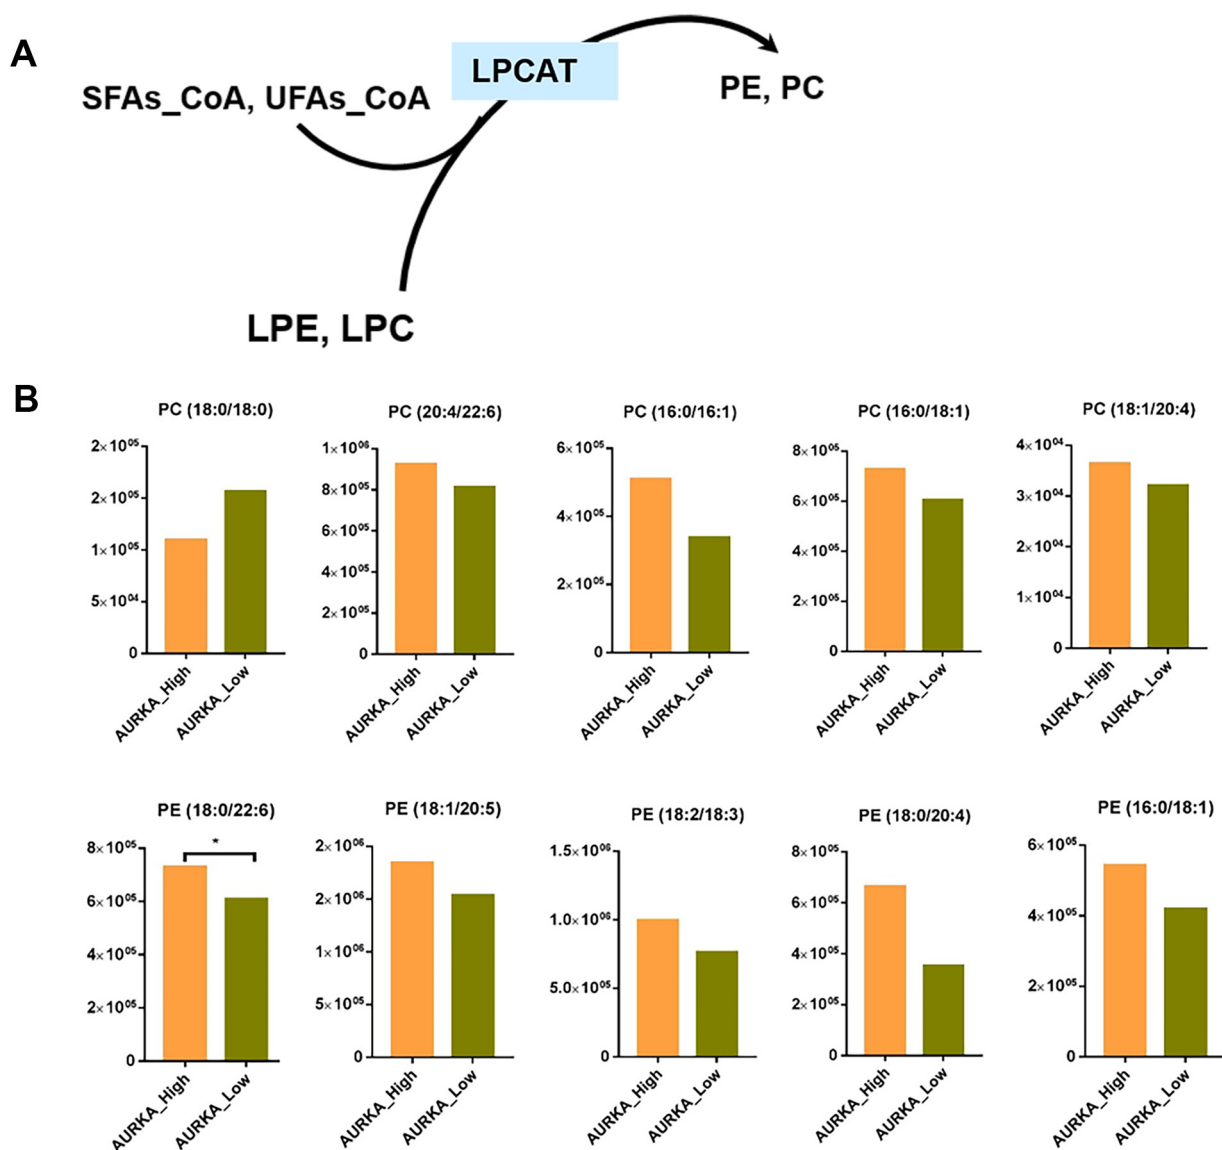 A
LPCAT
SFAs_CoA, UFAs_CoA
PE, PC
LPE, LPC
B
PC (18:0/18:0)
2×10⁰⁵
2×10⁰⁵
1×10⁰⁵
5×10⁰⁴
0
AURKA_High
AURKA_Low
PC (20:4/22:6)
1×10⁰⁶
8×10⁰⁵
6×10⁰⁵
4×10⁰⁵
2×10⁰⁵
0
AURKA_High
AURKA_Low
PC (16:0/16:1)
6×10⁰⁵
4×10⁰⁵
2×10⁰⁵
0
AURKA_High
AURKA_Low
PC (16:0/18:1)
8×10⁰⁵
6×10⁰⁵
4×10⁰⁵
2×10⁰⁵
0
AURKA_High
AURKA_Low
PC (18:1/20:4)
4×10⁰⁴
3×10⁰⁴
2×10⁰⁴
1×10⁰⁴
0
AURKA_High
AURKA_Low
PE (18:0/22:6)
*
8×10⁰⁵
6×10⁰⁵
4×10⁰⁵
2×10⁰⁵
0
AURKA_High
AURKA_Low
PE (18:1/20:5)
2×10⁰⁶
2×10⁰⁶
1×10⁰⁶
5×10⁰⁵
0
AURKA_High
AURKA_Low
PE (18:2/18:3)
1.5×10⁰⁶
1.0×10⁰⁶
5.0×10⁰⁵
0
AURKA_High
AURKA_Low
PE (18:0/20:4)
8×10⁰⁵
6×10⁰⁵
4×10⁰⁵
2×10⁰⁵
0
AURKA_High
AURKA_Low
PE (16:0/18:1)
6×10⁰⁵
4×10⁰⁵
2×10⁰⁵
0
AURKA_High
AURKA_Low